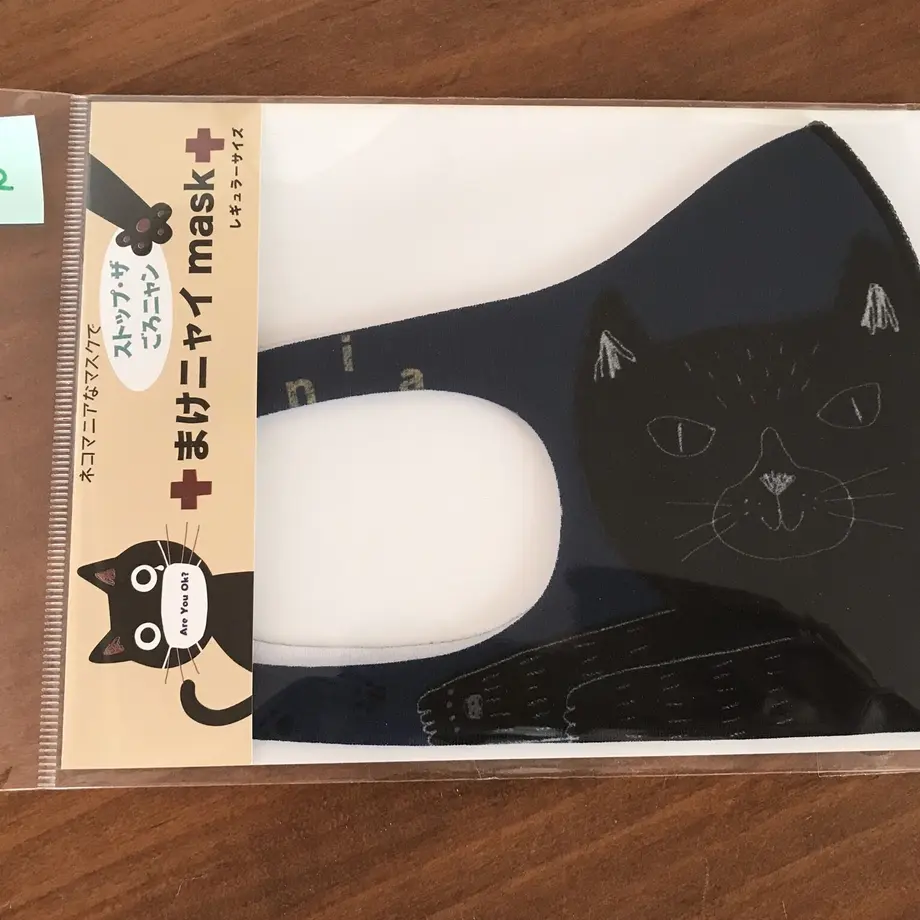 ネコマニアなマスクで
ストップ・ザ
ごろニャン
まけニャイ mask
レギュラーサイズ
Are You Ok?